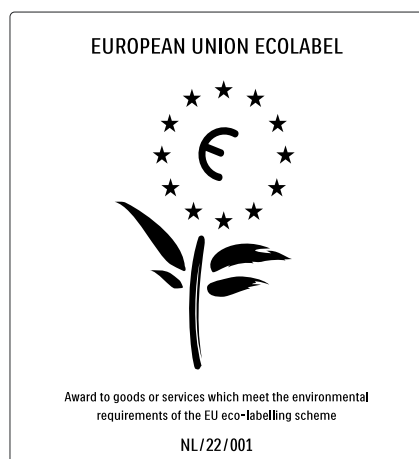 EUROPEAN UNION ECOLABEL
Є
Award to goods or services which meet the environmental
requirements of the EU eco-labelling scheme
NL/22/001